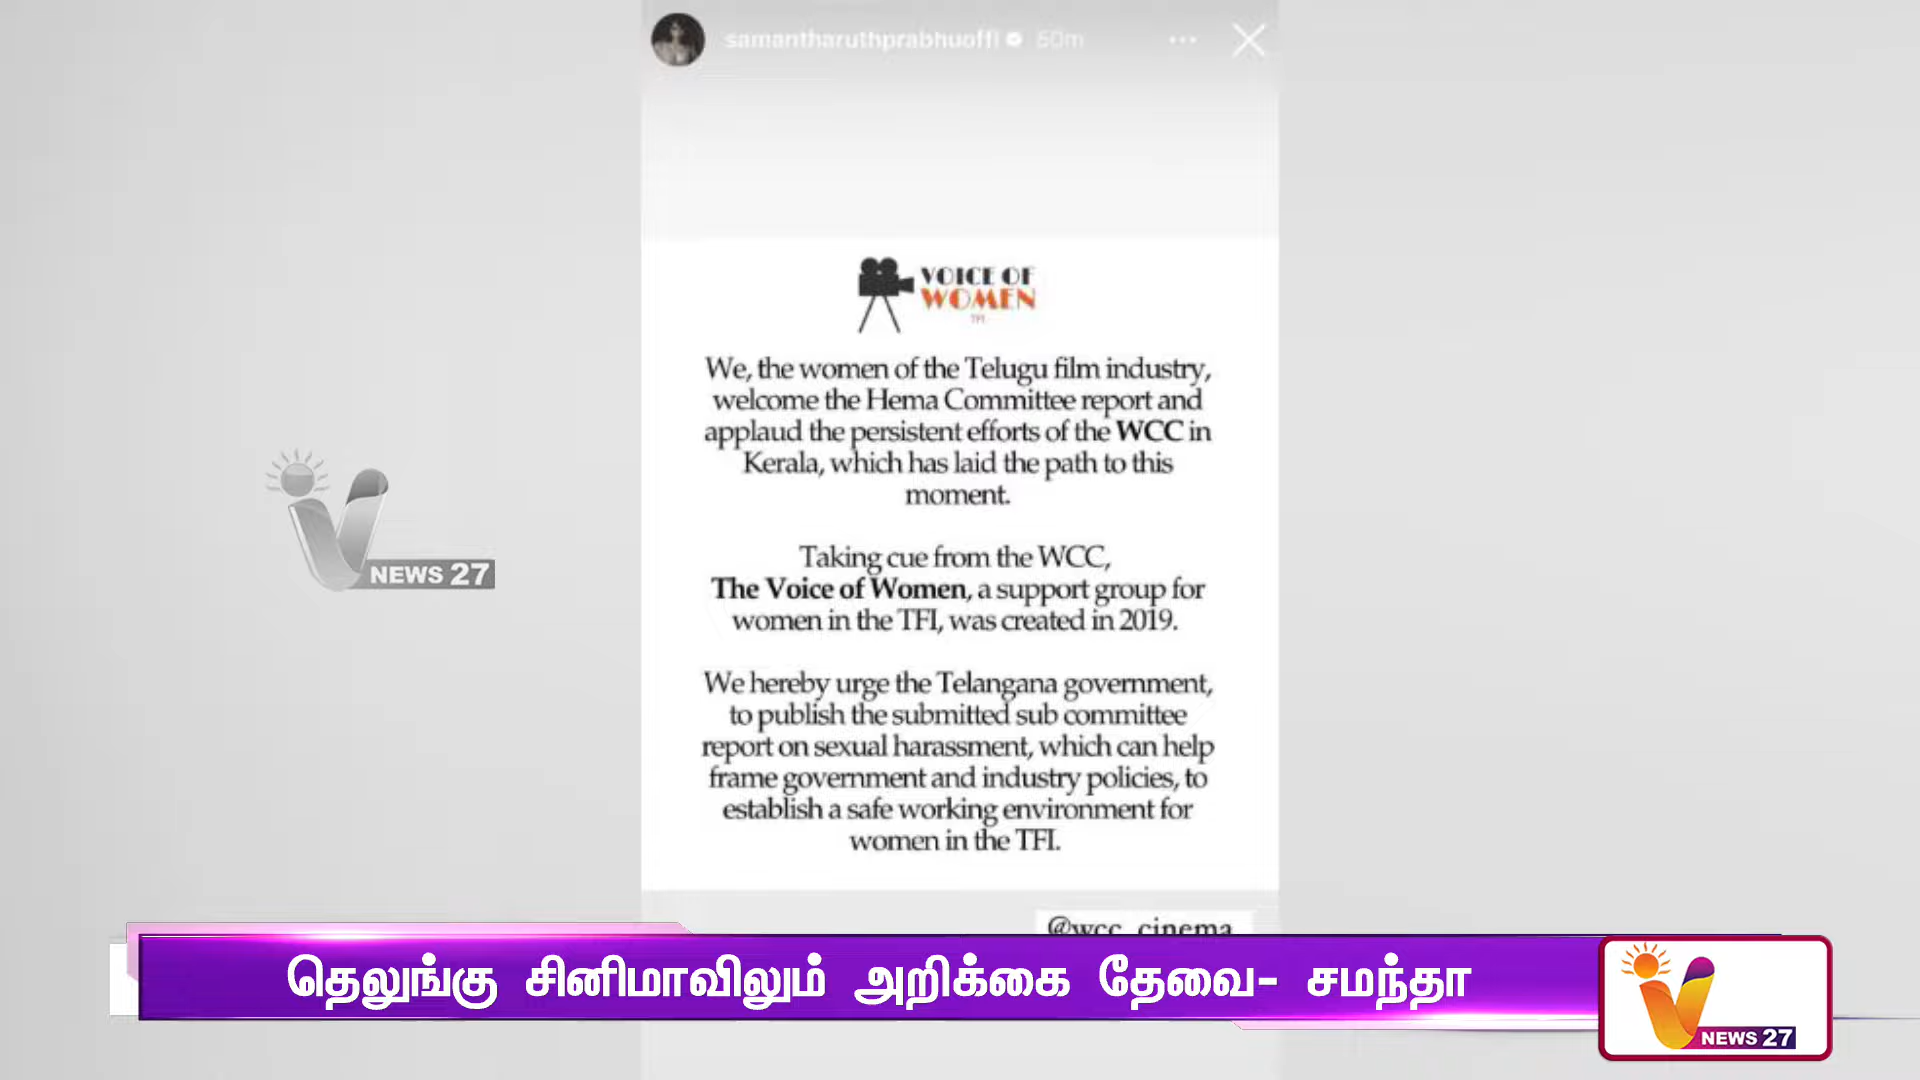 samantharuthprabhuoffl 50m
VOICE OF
WOMEN
TFI
We, the women of the Telugu film industry,
welcome the Hema Committee report and
applaud the persistent efforts of the WCC in
Kerala, which has laid the path to this
moment.
Taking cue from the WCC,
The Voice of Women, a support group for
women in the TFI, was created in 2019.
We hereby urge the Telangana government,
to publish the submitted sub committee
report on sexual harassment, which can help
frame government and industry policies, to
establish a safe working environment for
women in the TFI.
@wcc_cinema
NEWS 27
தெலுங்கு சினிமாவிலும் அறிக்கை தேவை- சமந்தா
NEWS 27